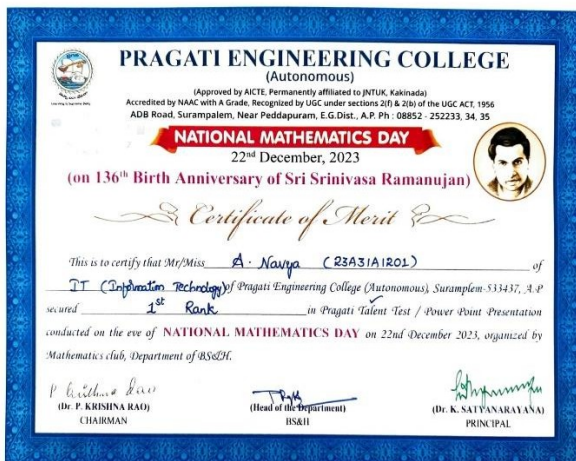 PRAGATI ENGINEERING COLLEGE
(Autonomous)
(Approved by AICTE, Permanently affiliated to JNTUK, Kakinada)
Accredited by NAAC with A Grade, Recognized by UGC under sections 2(f) & 2(b) of the UGC ACT, 1956
ADB Road, Surampalem, Near Peddapuram, E.G.Dist., A.P. Ph : 08852 - 252233, 34, 35
NATIONAL MATHEMATICS DAY
22nd December, 2023
(on 136th Birth Anniversary of Sri Srinivasa Ramanujan)
Certificate of Merit
This is to certify that Mr/Miss A. Navya (23A31A1201) of
IT (Information Technology) of Pragati Engineering College (Autonomous), Suramplem-533437, A.P
secured 1st Rank in Pragati Talent Test / Power Point Presentation
conducted on the eve of NATIONAL MATHEMATICS DAY on 22nd December 2023, organized by
Mathematics club, Department of BS&H.
P Krishna Rao
(Dr. P. KRISHNA RAO)
CHAIRMAN
(Head of the Department)
BS&H
(Dr. K. SATYANARAYANA)
PRINCIPAL